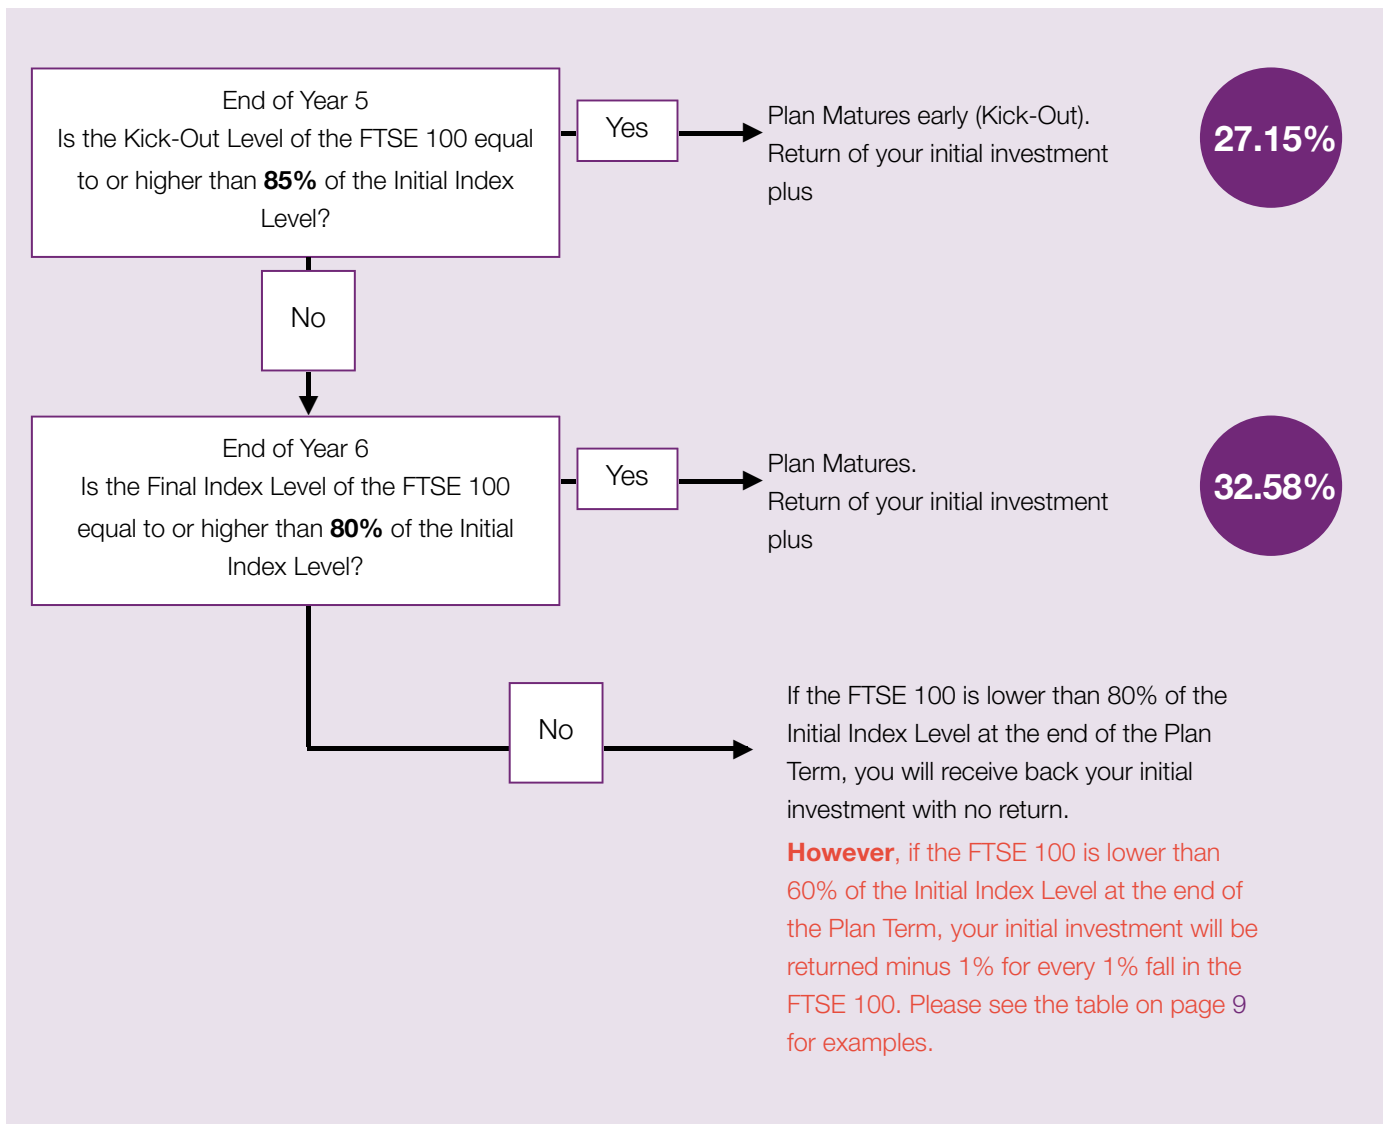 End of Year 5
Is the Kick-Out Level of the FTSE 100 equal
to or higher than 85% of the Initial Index
Level?
Yes
Plan Matures early (Kick-Out).
Return of your initial investment
plus
27.15%
No
End of Year 6
Is the Final Index Level of the FTSE 100
equal to or higher than 80% of the Initial
Index Level?
Yes
Plan Matures.
Return of your initial investment
plus
32.58%
No
If the FTSE 100 is lower than 80% of the
Initial Index Level at the end of the Plan
Term, you will receive back your initial
investment with no return.
However, if the FTSE 100 is lower than
60% of the Initial Index Level at the end of
the Plan Term, your initial investment will be
returned minus 1% for every 1% fall in the
FTSE 100. Please see the table on page 9
for examples.